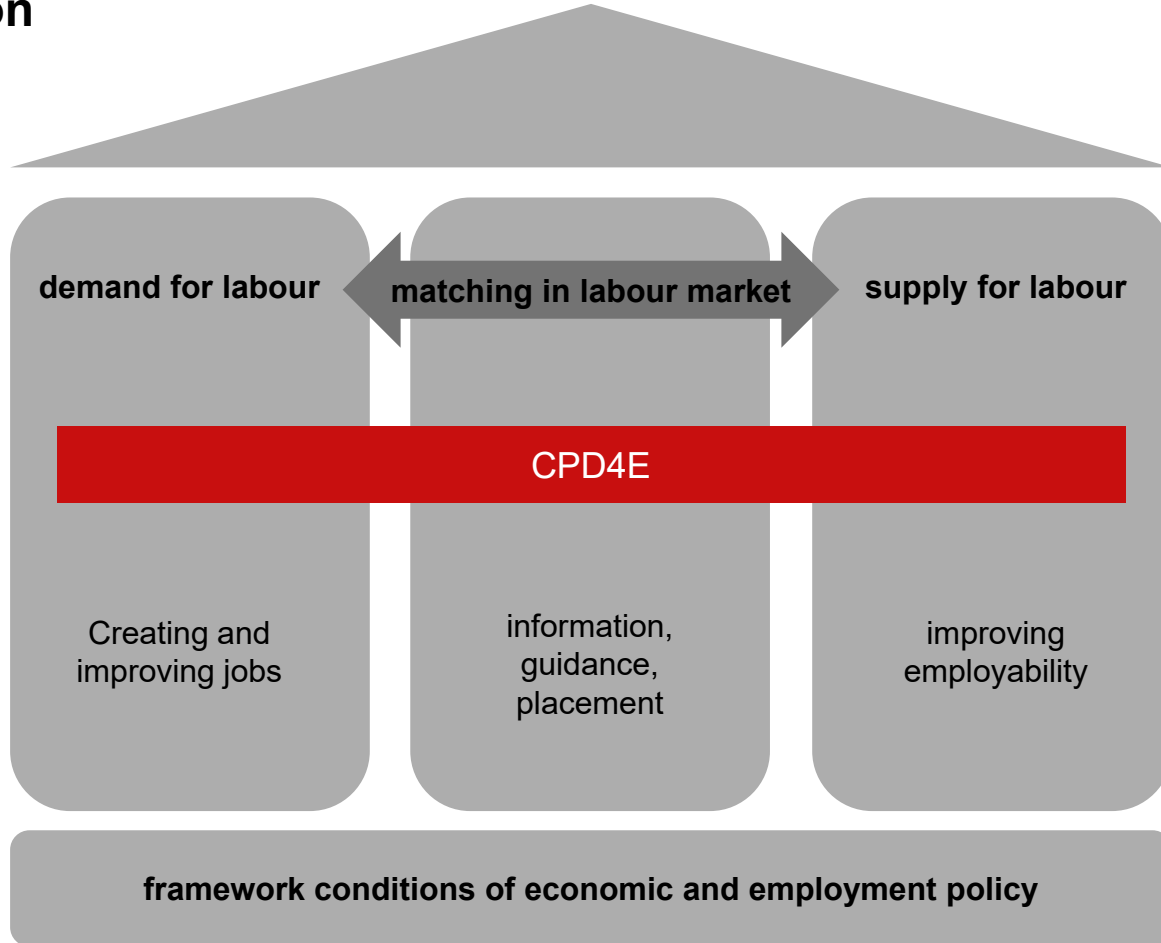 on
demand for labour
matching in labour market
supply for labour
CPD4E
Creating and
improving jobs
information,
guidance,
placement
improving
employability
framework conditions of economic and employment policy